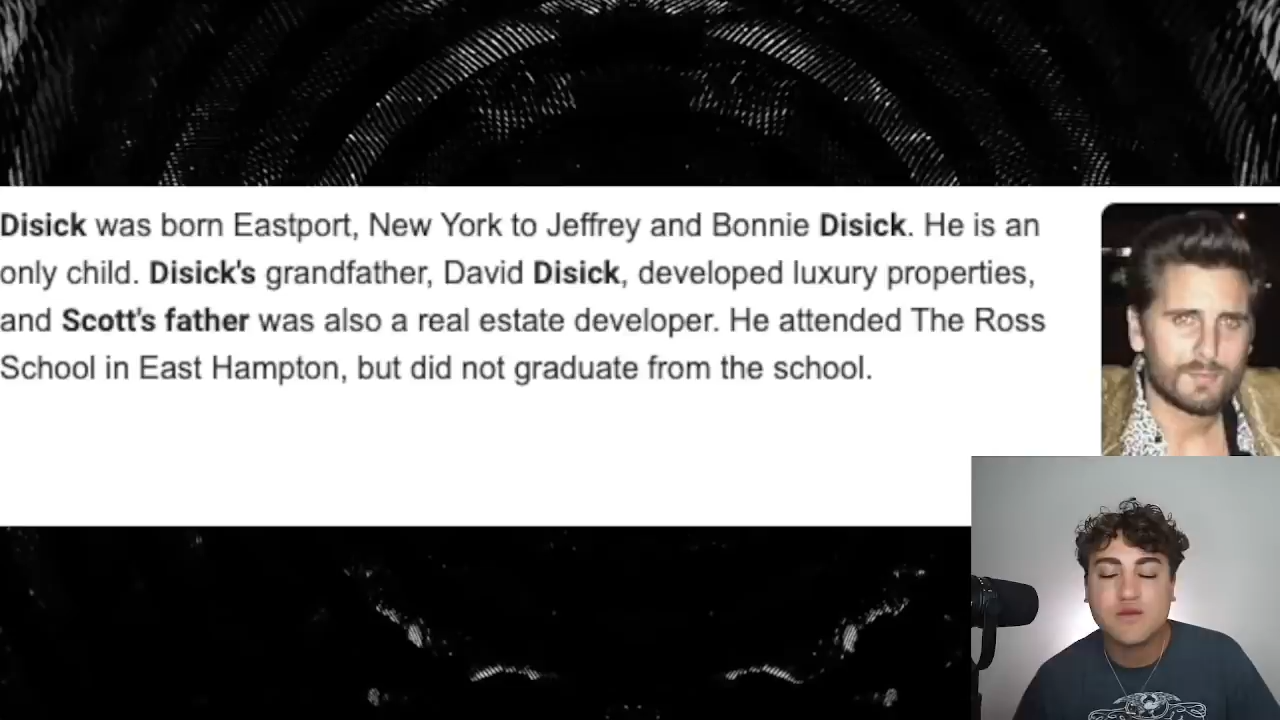 Disick was born Eastport, New York to Jeffrey and Bonnie Disick. He is an
only child. Disick's grandfather, David Disick, developed luxury properties,
and Scott's father was also a real estate developer. He attended The Ross
School in East Hampton, but did not graduate from the school.